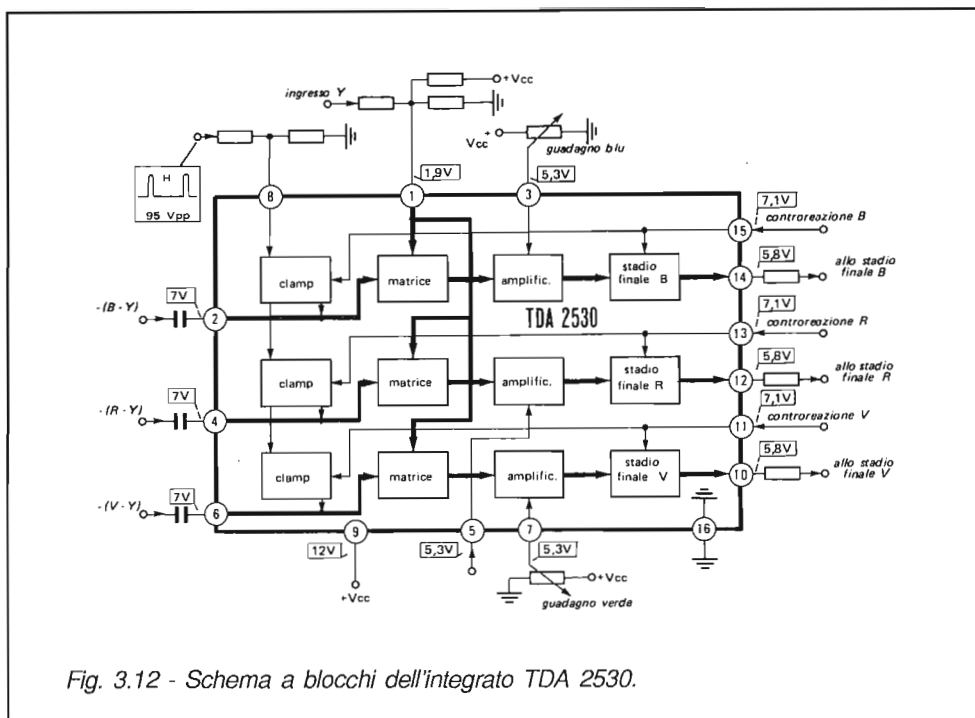 +Vcc
ingresso Y
Vcc
+
guadagno blu
H
95 Vpp
1,9V
5,3V
8
1
3
7,1V
controreazione B
15
clamp
matrice
amplific.
stadio
finale B
5,8V
14
allo stadio
finale B
-(B-Y)
7V
2
TDA 2530
7,1V
controreazione R
13
clamp
matrice
amplific.
stadio
finale R
5,8V
12
allo stadio
finale R
-(R-Y)
7V
4
7,1V
controreazione V
11
clamp
matrice
amplific.
stadio
finale V
5,8V
10
allo stadio
finale V
-(V-Y)
7V
6
9
5
7
16
12V
5,3V
5,3V
+Vcc
+Vcc
guadagno verde
Fig. 3.12 - Schema a blocchi dell'integrato TDA 2530.